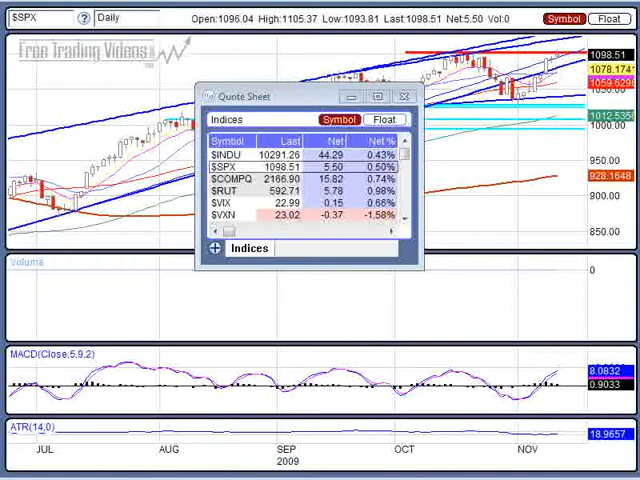 $SPX ? Daily Open:1096.04 High:1105.37 Low:1093.81 Last:1098.51 Net:5.50 Vol:0 Symbol Float
Free Trading Videos
1098.51
1078.1741
1059.629
1012.535
1000.00
950.00
928.1648
900.00
850.00
Quote Sheet
Indices Symbol Float
Symbol Last Net Net %
$INDU 10291.26 44.29 0.43%
$SPX 1098.51 5.50 0.50%
$COMPQ 2166.90 15.82 0.74%
$RUT 592.71 5.78 0.98%
$VIX 22.99 0.15 0.66%
$VXN 23.02 -0.37 -1.58%
Indices
Volume
0
MACD(Close,5,9,2)
8.0832
0.9033
ATR(14,0)
18.9657
JUL AUG SEP OCT NOV
2009